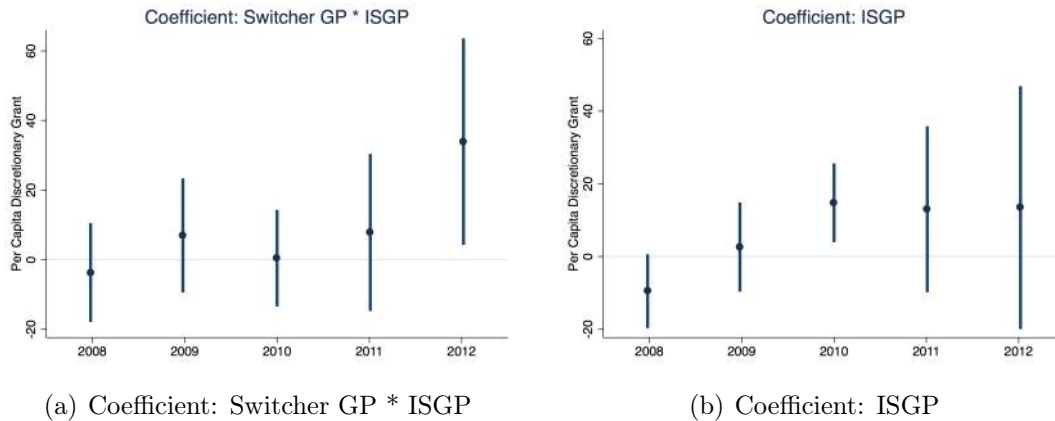 Coefficient: Switcher GP * ISGP
Per Capita Discretionary Grant
60
40
20
0
-20
2008 2009 2010 2011 2012
(a) Coefficient: Switcher GP * ISGP
Coefficient: ISGP
Per Capita Discretionary Grant
60
40
20
0
-20
2008 2009 2010 2011 2012
(b) Coefficient: ISGP